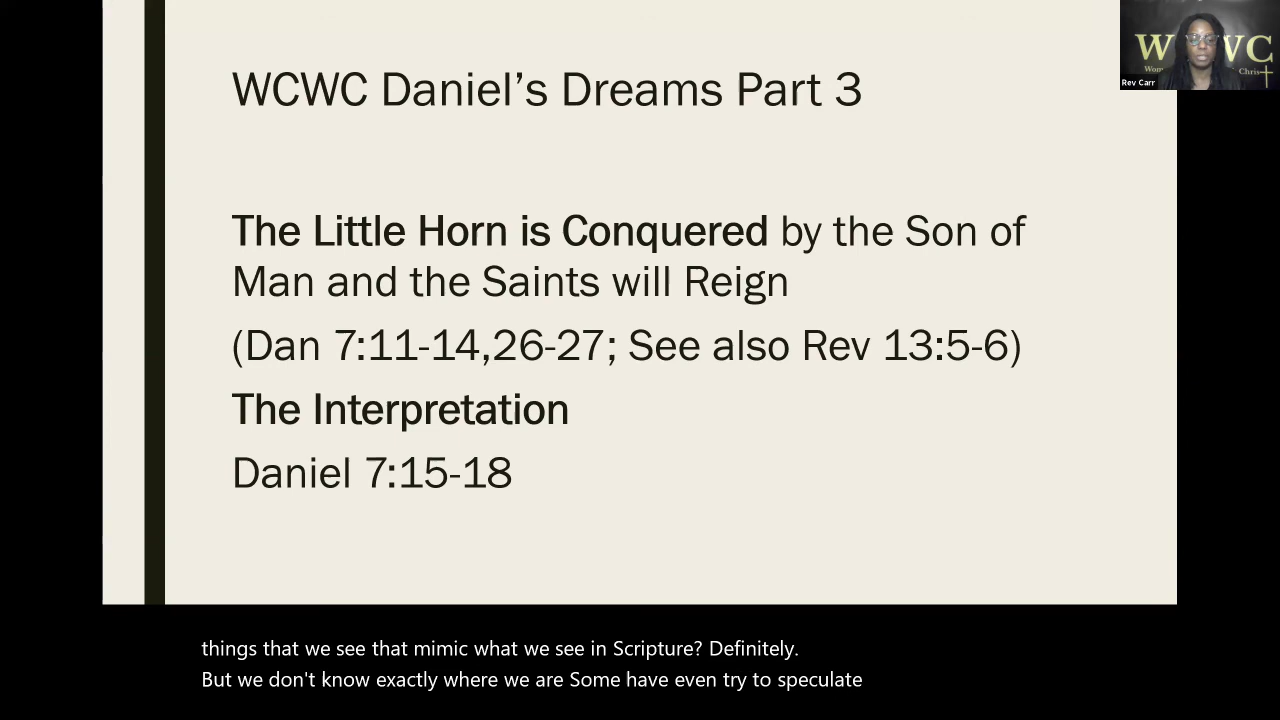 WCWC Daniel’s Dreams Part 3
W WC
Wom Chris
Rev Carr
The Little Horn is Conquered by the Son of
Man and the Saints will Reign
(Dan 7:11-14,26-27; See also Rev 13:5-6)
The Interpretation
Daniel 7:15-18
things that we see that mimic what we see in Scripture? Definitely.
But we don't know exactly where we are Some have even try to speculate